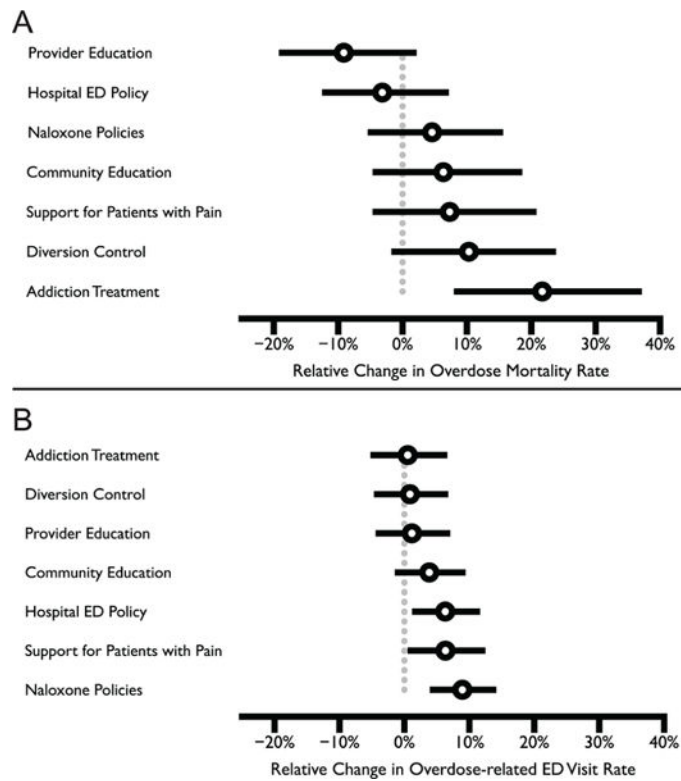 A
Provider Education
Hospital ED Policy
Naloxone Policies
Community Education
Support for Patients with Pain
Diversion Control
Addiction Treatment
−20% −10% 0% 10% 20% 30% 40%
Relative Change in Overdose Mortality Rate
B
Addiction Treatment
Diversion Control
Provider Education
Community Education
Hospital ED Policy
Support for Patients with Pain
Naloxone Policies
−20% −10% 0% 10% 20% 30% 40%
Relative Change in Overdose-related ED Visit Rate